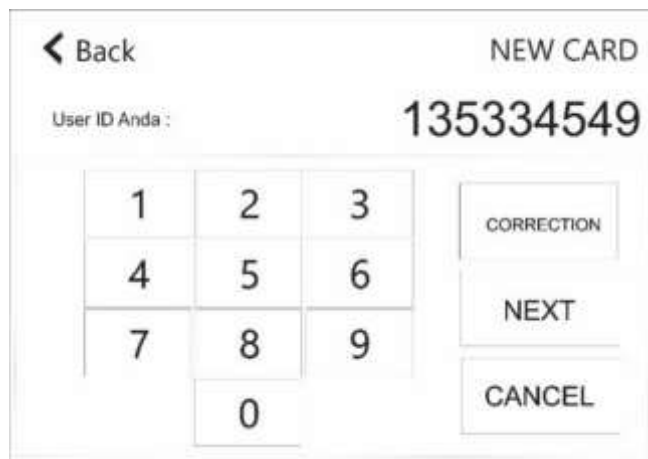 Back
NEW CARD
User ID Anda :
135334549
1 2 3
CORRECTION
4 5 6
NEXT
7 8 9
CANCEL
0